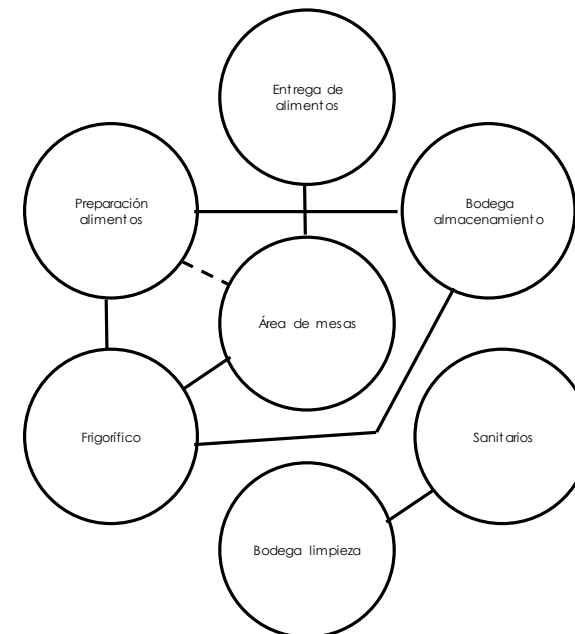 Entrega de
alimentos
Preparación
alimentos
Bodega
almacenamiento
Área de mesas
Frigorífico
Sanitarios
Bodega limpieza